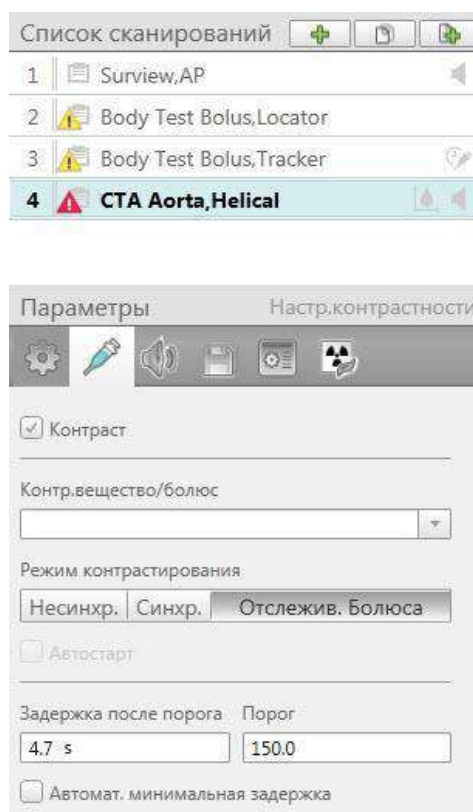 Список сканирований
1 Surview,AP
2 Body Test Bolus,Locator
3 Body Test Bolus,Tracker
4 CTA Aorta,Helical
Параметры Настр.контрастности
Контраст
Контр.вещество/болюс
Режим контрастирования
Несинхр. Синхр. Отслежив. Болюса
Автостарт
Задержка после порога Порог
4.7 s 150.0
Автомат. минимальная задержка